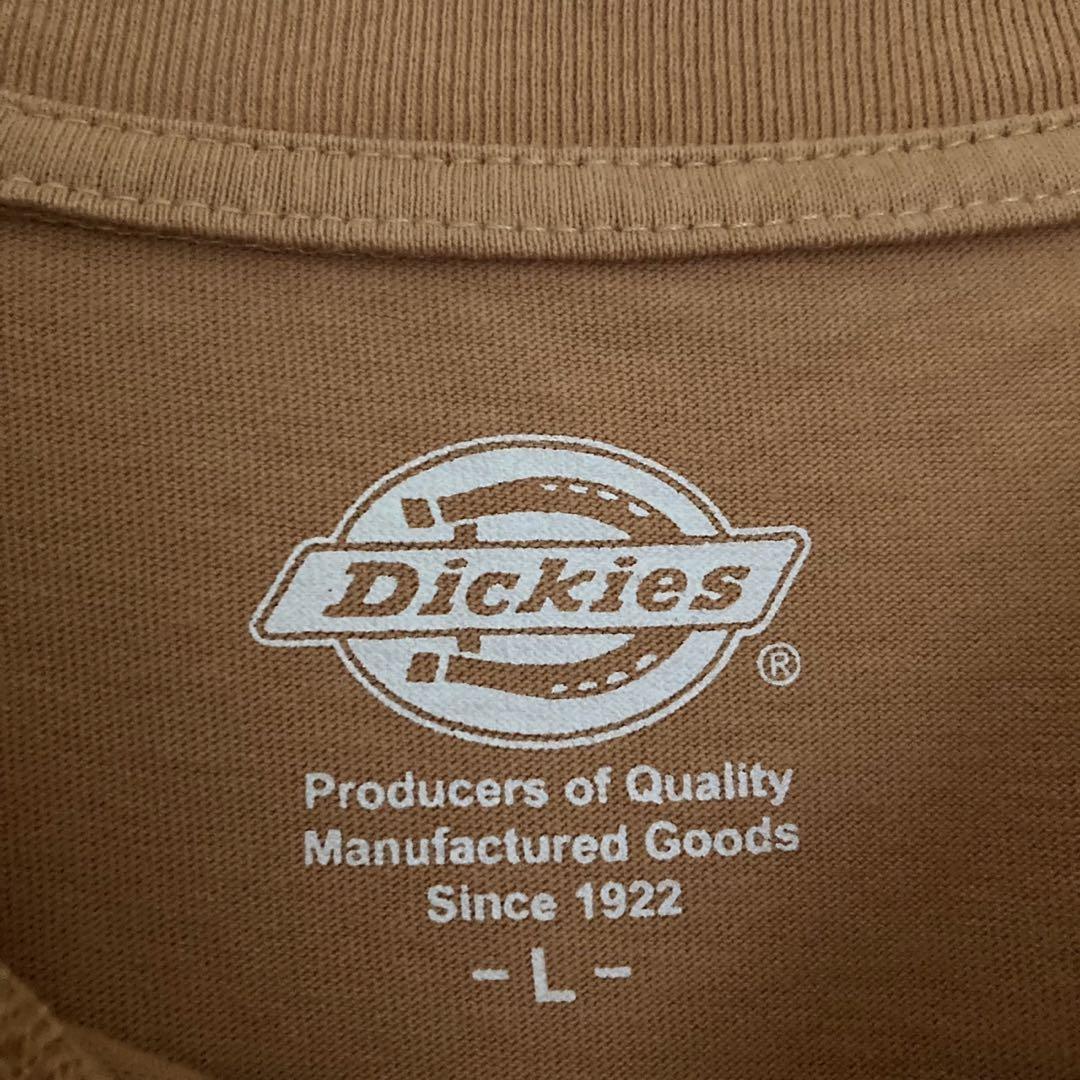 Dickies
®
Producers of Quality
Manufactured Goods
Since 1922
- L -